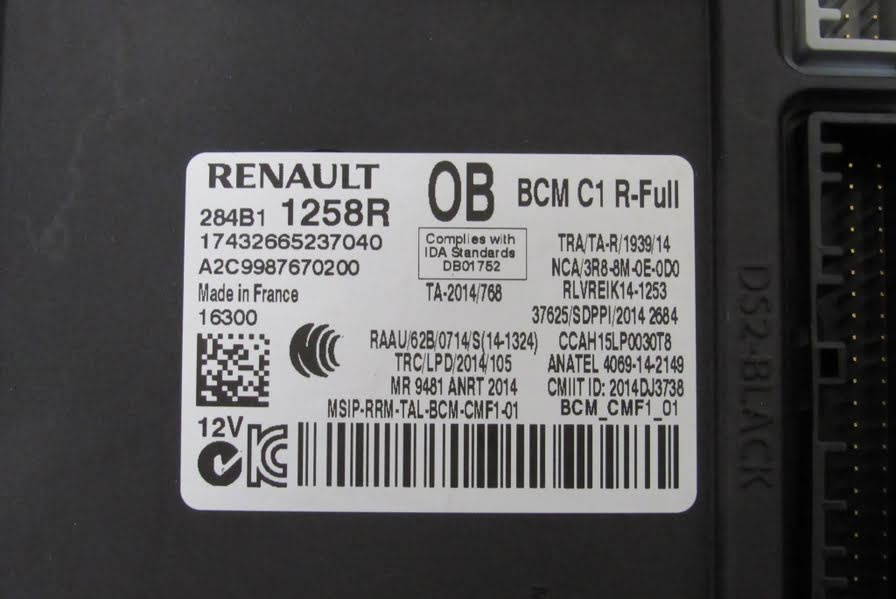 RENAULT OB BCM C1 R-Full
284B1 1258R
17432665237040
A2C9987670200
Made in France
16300
Complies with
IDA Standards
DB01752
TA-2014/768
TRA/TA-R/1939/14
NCA/3R8-8M-0E-0D0
RLVREIK14-1253
37625/SDPPI/2014 2684
RAAU/62B/0714/S(14-1324) CCAH15LP0030T8
TRC/LPD/2014/105 ANATEL 4069-14-2149
MR 9481 ANRT 2014 CMIIT ID: 2014DJ3738
MSIP-RRM-TAL-BCM-CMF1-01 BCM_CMF1_01
12V
DS2-BLACK